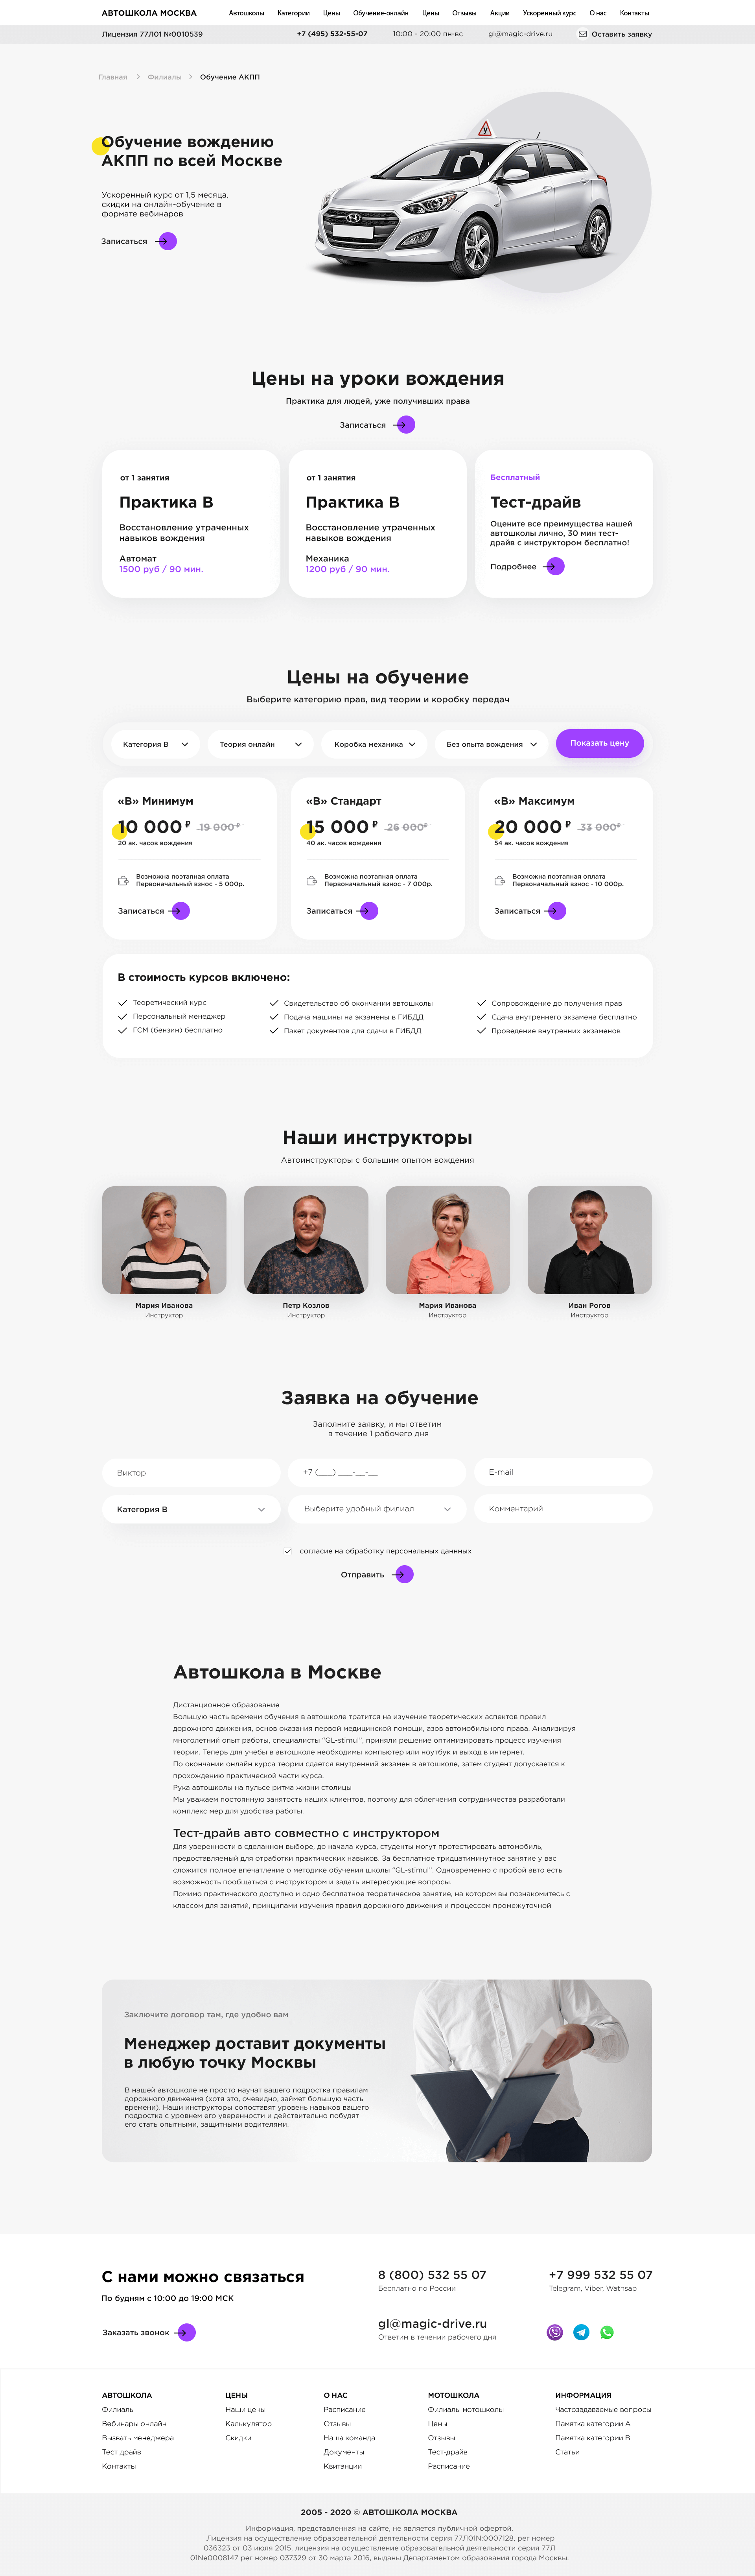 АВТОШКОЛА МОСКВА
Автошколы Категории Цены Обучение-онлайн Цены Отзывы Акции Ускоренный курс О нас Контакты
Лицензия 77Л01 №0010539 +7 (495) 532-55-07 10:00 - 20:00 пн-вс gl@magic-drive.ru Оставить заявку
Главная Филиалы Обучение АКПП
Обучение вождению
АКПП по всей Москве
Ускоренный курс от 1,5 месяца,
скидки на онлайн-обучение в
формате вебинаров
Записаться
У
Цены на уроки вождения
Практика для людей, уже получивших права
Записаться
от 1 занятия
Практика В
Восстановление утраченных
навыков вождения
Автомат
1500 руб / 90 мин.
от 1 занятия
Практика В
Восстановление утраченных
навыков вождения
Механика
1200 руб / 90 мин.
Бесплатный
Тест-драйв
Оцените все преимущества нашей
автошколы лично, 30 мин тест-
драйв с инструктором бесплатно!
Подробнее
Цены на обучение
Выберите категорию прав, вид теории и коробку передач
Категория В Теория онлайн Коробка механика Без опыта вождения Показать цену
«В» Минимум
10 000 ₽ 19 000 ₽
20 ак. часов вождения
Возможна поэтапная оплата
Первоначальный взнос - 5 000р.
Записаться
«В» Стандарт
15 000 ₽ 26 000₽
40 ак. часов вождения
Возможна поэтапная оплата
Первоначальный взнос - 7 000р.
Записаться
«В» Максимум
20 000 ₽ 33 000₽
54 ак. часов вождения
Возможна поэтапная оплата
Первоначальный взнос - 10 000р.
Записаться
В стоимость курсов включено:
Теоретический курс
Персональный менеджер
ГСМ (бензин) бесплатно
Свидетельство об окончании автошколы
Подача машины на экзамены в ГИБДД
Пакет документов для сдачи в ГИБДД
Сопровождение до получения прав
Сдача внутреннего экзамена бесплатно
Проведение внутренних экзаменов
Наши инструкторы
Автоинструкторы с большим опытом вождения
Мария Иванова
Инструктор
Петр Козлов
Инструктор
Мария Иванова
Инструктор
Иван Рогов
Инструктор
Заявка на обучение
Заполните заявку, и мы ответим
в течение 1 рабочего дня
Виктор +7 (___) ___-__-__ E-mail
Категория В Выберите удобный филиал Комментарий
согласие на обработку персональных даннных
Отправить
Автошкола в Москве
Дистанционное образование
Большую часть времени обучения в автошколе тратится на изучение теоретических аспектов правил
дорожного движения, основ оказания первой медицинской помощи, азов автомобильного права. Анализируя
многолетний опыт работы, специалисты “GL-stimul”, приняли решение оптимизировать процесс изучения
теории. Теперь для учебы в автошколе необходимы компьютер или ноутбук и выход в интернет.
По окончании онлайн курса теории сдается внутренний экзамен в автошколе, затем студент допускается к
прохождению практической части курса.
Рука автошколы на пульсе ритма жизни столицы
Мы уважаем постоянную занятость наших клиентов, поэтому для облегчения сотрудничества разработали
комплекс мер для удобства работы.
Тест-драйв авто совместно с инструктором
Для уверенности в сделанном выборе, до начала курса, студенты могут протестировать автомобиль,
предоставляемый для отработки практических навыков. За бесплатное тридцатиминутное занятие у вас
сложится полное впечатление о методике обучения школы “GL-stimul”. Одновременно с пробой авто есть
возможность пообщаться с инструктором и задать интересующие вопросы.
Помимо практического доступно и одно бесплатное теоретическое занятие, на котором вы познакомитесь с
классом для занятий, принципами изучения правил дорожного движения и процессом промежуточной
Заключите договор там, где удобно вам
Менеджер доставит документы
в любую точку Москвы
В нашей автошколе не просто научат вашего подростка правилам
дорожного движения (хотя это, очевидно, займет большую часть
времени). Наши инструкторы сопоставят уровень навыков вашего
подростка с уровнем его уверенности и действительно побудят
его стать опытными, защитными водителями.
С нами можно связаться
По будням с 10:00 до 19:00 МСК
Заказать звонок
8 (800) 532 55 07
Бесплатно по России
+7 999 532 55 07
Telegram, Viber, Wathsap
gl@magic-drive.ru
Ответим в течении рабочего дня
АВТОШКОЛА
Филиалы
Вебинары онлайн
Вызвать менеджера
Тест драйв
Контакты
ЦЕНЫ
Наши цены
Калькулятор
Скидки
О НАС
Расписание
Отзывы
Наша команда
Документы
Квитанции
МОТОШКОЛА
Филиалы мотошколы
Цены
Отзывы
Тест-драйв
Расписание
ИНФОРМАЦИЯ
Частозадаваемые вопросы
Памятка категории А
Памятка категории В
Статьи
2005 - 2020 © АВТОШКОЛА МОСКВА
Информация, представленная на сайте, не является публичной офертой.
Лицензия на осуществление образовательной деятельности серия 77Л01N:0007128, рег номер
036323 от 03 июля 2015, лицензия на осуществление образовательной деятельности серия 77Л
01Ne0008147 рег номер 037329 от 30 марта 2016, выданы Департаментом образования города Москвы.